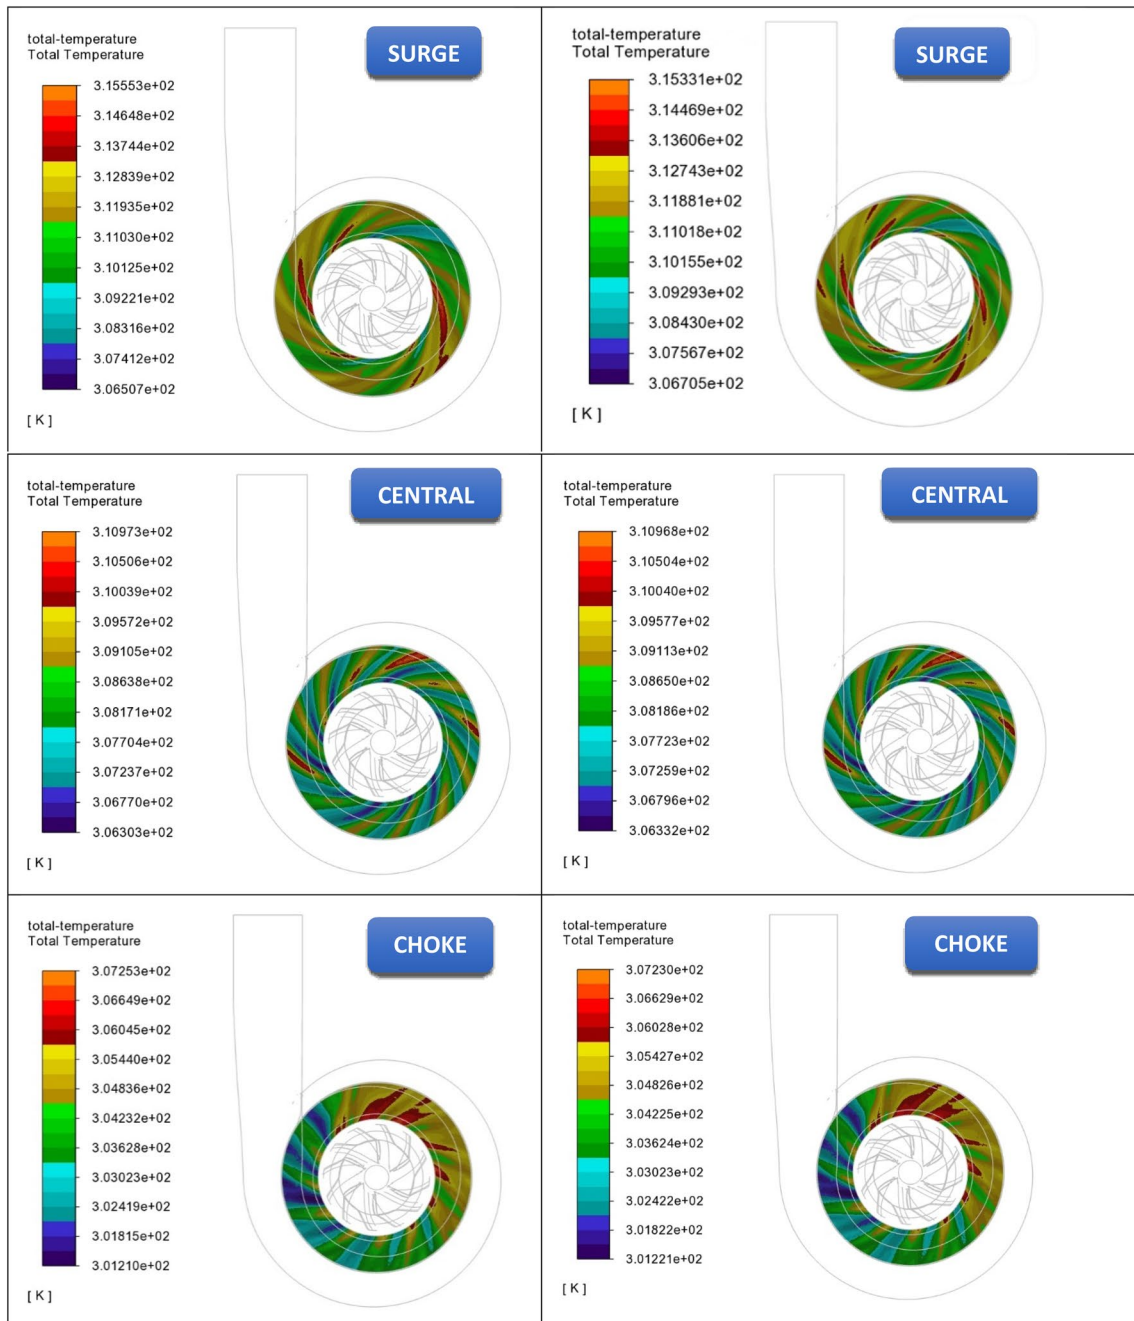 total-temperature
Total Temperature
SURGE
3.15553e+02
3.14648e+02
3.13744e+02
3.12839e+02
3.11935e+02
3.11030e+02
3.10125e+02
3.09221e+02
3.08316e+02
3.07412e+02
3.06507e+02
[ K ]
total-temperature
Total Temperature
SURGE
3.15331e+02
3.14469e+02
3.13606e+02
3.12743e+02
3.11881e+02
3.11018e+02
3.10155e+02
3.09293e+02
3.08430e+02
3.07567e+02
3.06705e+02
[ K ]
total-temperature
Total Temperature
CENTRAL
3.10973e+02
3.10506e+02
3.10039e+02
3.09572e+02
3.09105e+02
3.08638e+02
3.08171e+02
3.07704e+02
3.07237e+02
3.06770e+02
3.06303e+02
[ K ]
total-temperature
Total Temperature
CENTRAL
3.10968e+02
3.10504e+02
3.10040e+02
3.09577e+02
3.09113e+02
3.08650e+02
3.08186e+02
3.07723e+02
3.07259e+02
3.06796e+02
3.06332e+02
[ K ]
total-temperature
Total Temperature
CHOKE
3.07253e+02
3.06649e+02
3.06045e+02
3.05440e+02
3.04836e+02
3.04232e+02
3.03628e+02
3.03023e+02
3.02419e+02
3.01815e+02
3.01210e+02
[ K ]
total-temperature
Total Temperature
CHOKE
3.07230e+02
3.06629e+02
3.06028e+02
3.05427e+02
3.04826e+02
3.04225e+02
3.03624e+02
3.03023e+02
3.02422e+02
3.01822e+02
3.01221e+02
[ K ]